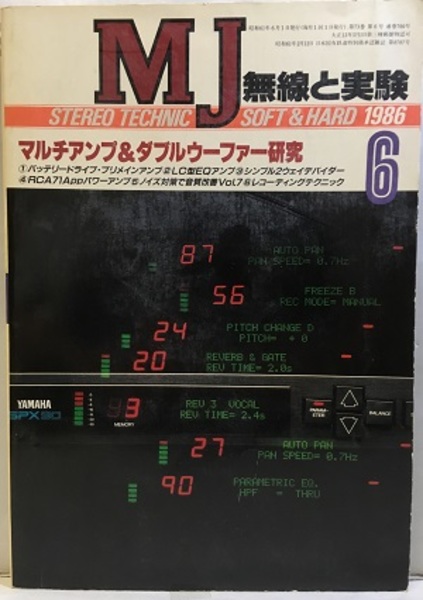 MJ
無線と実験
STEREO TECHNIC SOFT & HARD 1986
6
マルチアンプ&ダブルウーファー研究
①バッテリードライブ・プリメインアンプ②LC型EQアンプ③シンプル2ウェイデバイダー
④RCA71Appパワーアンプ⑤ノイズ対策で音質改善Vol.7⑥レコーディングテクニック
87 AUTO PAN
PAN SPEED= 0.7Hz
56 FREEZE B
REC MODE= MANUAL
24 PITCH CHANGE D
PITCH= + 0
20 REVERB & GATE
REV TIME= 2.0s
YAMAHA
SPX90
3
MEMORY
REV 3 VOCAL
REV TIME= 2.4s
PARAM-
ETER
BALANCE
27 AUTO PAN
PAN SPEED= 0.7Hz
90 PARAMETRIC EQ.
HPF = THRU